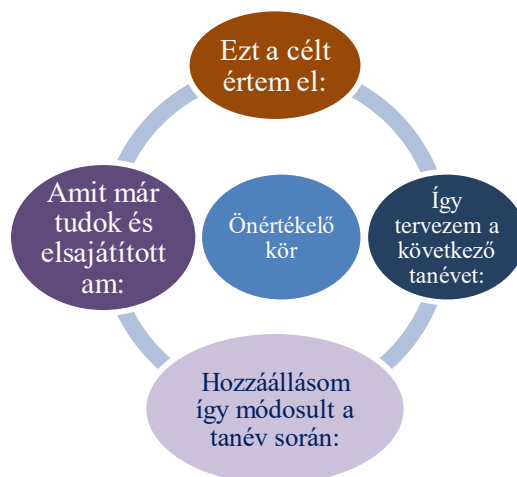 Ezt a célt
értem el:
Amit már
tudok és
elsajátított
am:
Önértékelő
kör
Így
tervezem a
következő
tanévet:
Hozzáállásom
így módosult a
tanév során: